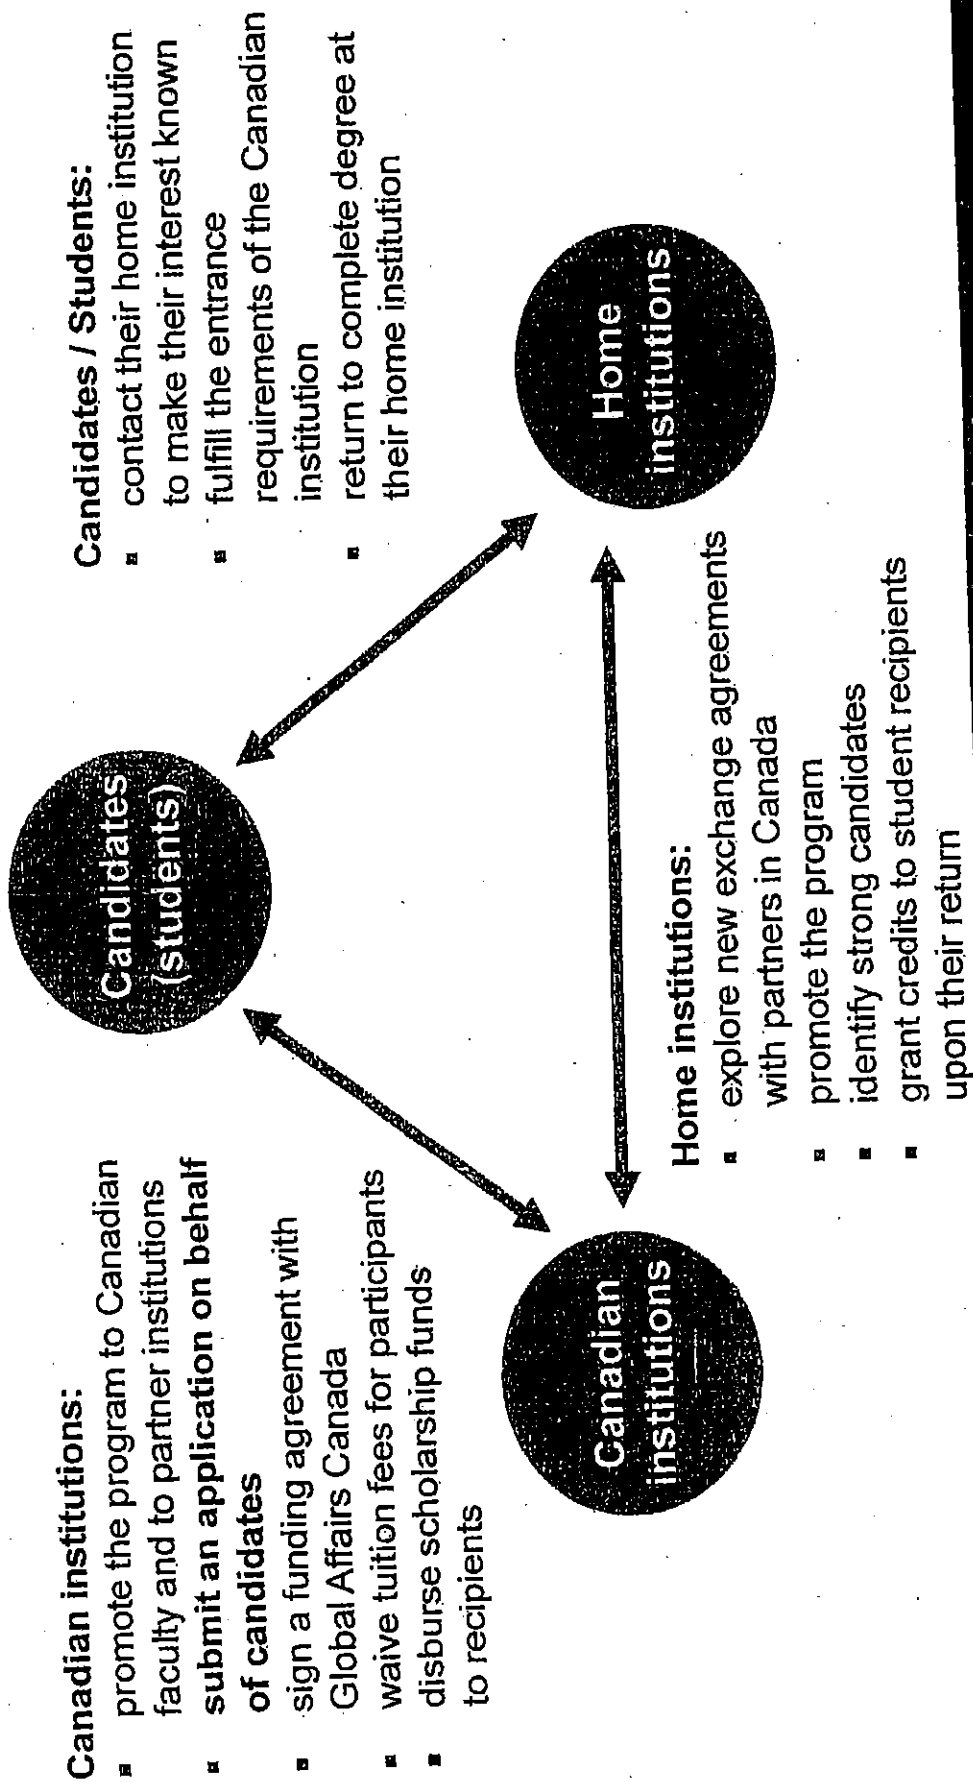 Canadian institutions:
▪ promote the program to Canadian
faculty and to partner institutions
▪ submit an application on behalf
of candidates
▪ sign a funding agreement with
Global Affairs Canada
▪ waive tuition fees for participants
▪ disburse scholarship funds
to recipients
Candidates
(students)
Candidates / Students:
▪ contact their home institution
to make their interest known
▪ fulfill the entrance
requirements of the Canadian
institution
▪ return to complete degree at
their home institution
Canadian
institutions
Home
institutions
Home institutions:
▪ explore new exchange agreements
with partners in Canada
▪ promote the program
▪ identify strong candidates
▪ grant credits to student recipients
upon their return